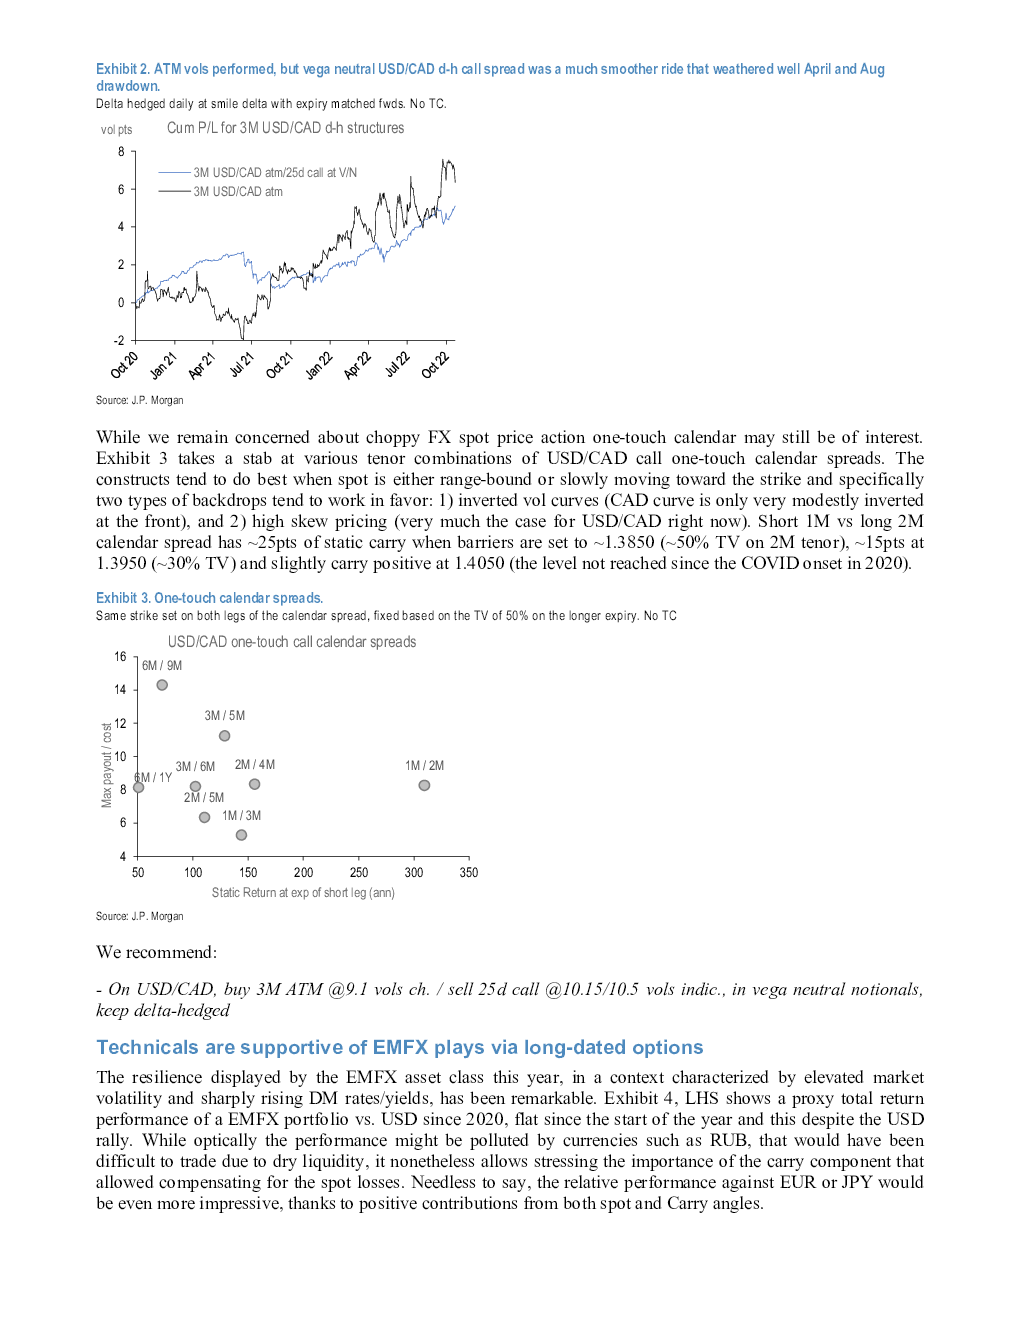 Exhibit 2. ATM vols performed, but vega neutral USD/CAD d-h call spread was a much smoother ride that weathered well April and Aug
drawdown.
Delta hedged daily at smile delta with expiry matched fwds. No TC.
vol pts
Cum P/L for 3M USD/CAD d-h structures
8
3M USD/CAD atm/25d call at V/N
6
3M USD/CAD atm
4
2
0
-2
Oct 20
Jan 21
Apr 21
Jul 21
Oct 21
Jan 22
Apr 22
Jul 22
Oct 22
Source: J.P. Morgan
While we remain concerned about choppy FX spot price action one-touch calendar may still be of interest.
Exhibit 3 takes a stab at various tenor combinations of USD/CAD call one-touch calendar spreads. The
constructs tend to do best when spot is either range-bound or slowly moving toward the strike and specifically
two types of backdrops tend to work in favor: 1) inverted vol curves (CAD curve is only very modestly inverted
at the front), and 2) high skew pricing (very much the case for USD/CAD right now). Short 1M vs long 2M
calendar spread has ~25pts of static carry when barriers are set to ~1.3850 (~50% TV on 2M tenor), ~15pts at
1.3950 (~30% TV) and slightly carry positive at 1.4050 (the level not reached since the COVID onset in 2020).
Exhibit 3. One-touch calendar spreads.
Same strike set on both legs of the calendar spread, fixed based on the TV of 50% on the longer expiry. No TC
USD/CAD one-touch call calendar spreads
16
6M / 9M
14
3M / 5M
12
10
3M / 6M
2M / 4M
1M / 2M
6M / 1Y
8
2M / 5M
1M / 3M
6
4
Max payout / cost
50
100
150
200
250
300
350
Static Return at exp of short leg (ann)
Source: J.P. Morgan
We recommend:
- On USD/CAD, buy 3M ATM @9.1 vols ch. / sell 25d call @10.15/10.5 vols indic., in vega neutral notionals,
keep delta-hedged
Technicals are supportive of EMFX plays via long-dated options
The resilience displayed by the EMFX asset class this year, in a context characterized by elevated market
volatility and sharply rising DM rates/yields, has been remarkable. Exhibit 4, LHS shows a proxy total return
performance of a EMFX portfolio vs. USD since 2020, flat since the start of the year and this despite the USD
rally. While optically the performance might be polluted by currencies such as RUB, that would have been
difficult to trade due to dry liquidity, it nonetheless allows stressing the importance of the carry component that
allowed compensating for the spot losses. Needless to say, the relative performance against EUR or JPY would
be even more impressive, thanks to positive contributions from both spot and Carry angles.